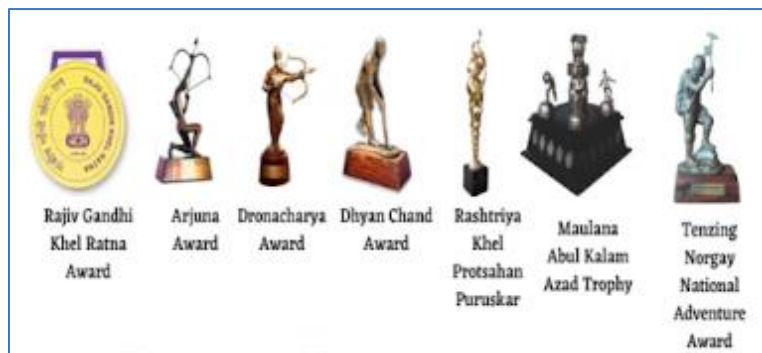 Rajiv Gandhi
Khel Ratna
Award
Arjuna
Award
Dronacharya
Award
Dhyan Chand
Award
Rashtriya
Khel
Protsahan
Puruskar
Maulana
Abul Kalam
Azad Trophy
Tenzing
Norgay
National
Adventure
Award